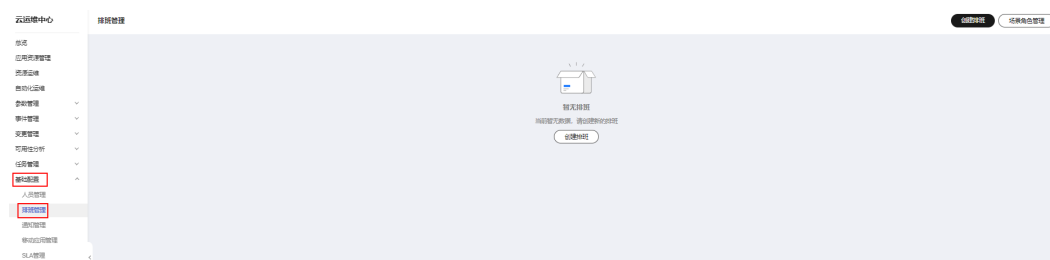 云运维中心
排班管理
创建排班
场景角色管理
总览
应用资源管理
资源运维
自动化运维
参数管理
事件管理
变更管理
可用性分析
任务管理
基础配置
人员管理
排班管理
通知管理
移动应用管理
SLA管理
暂无排班
当前暂无数据，请创建新的排班
创建排班